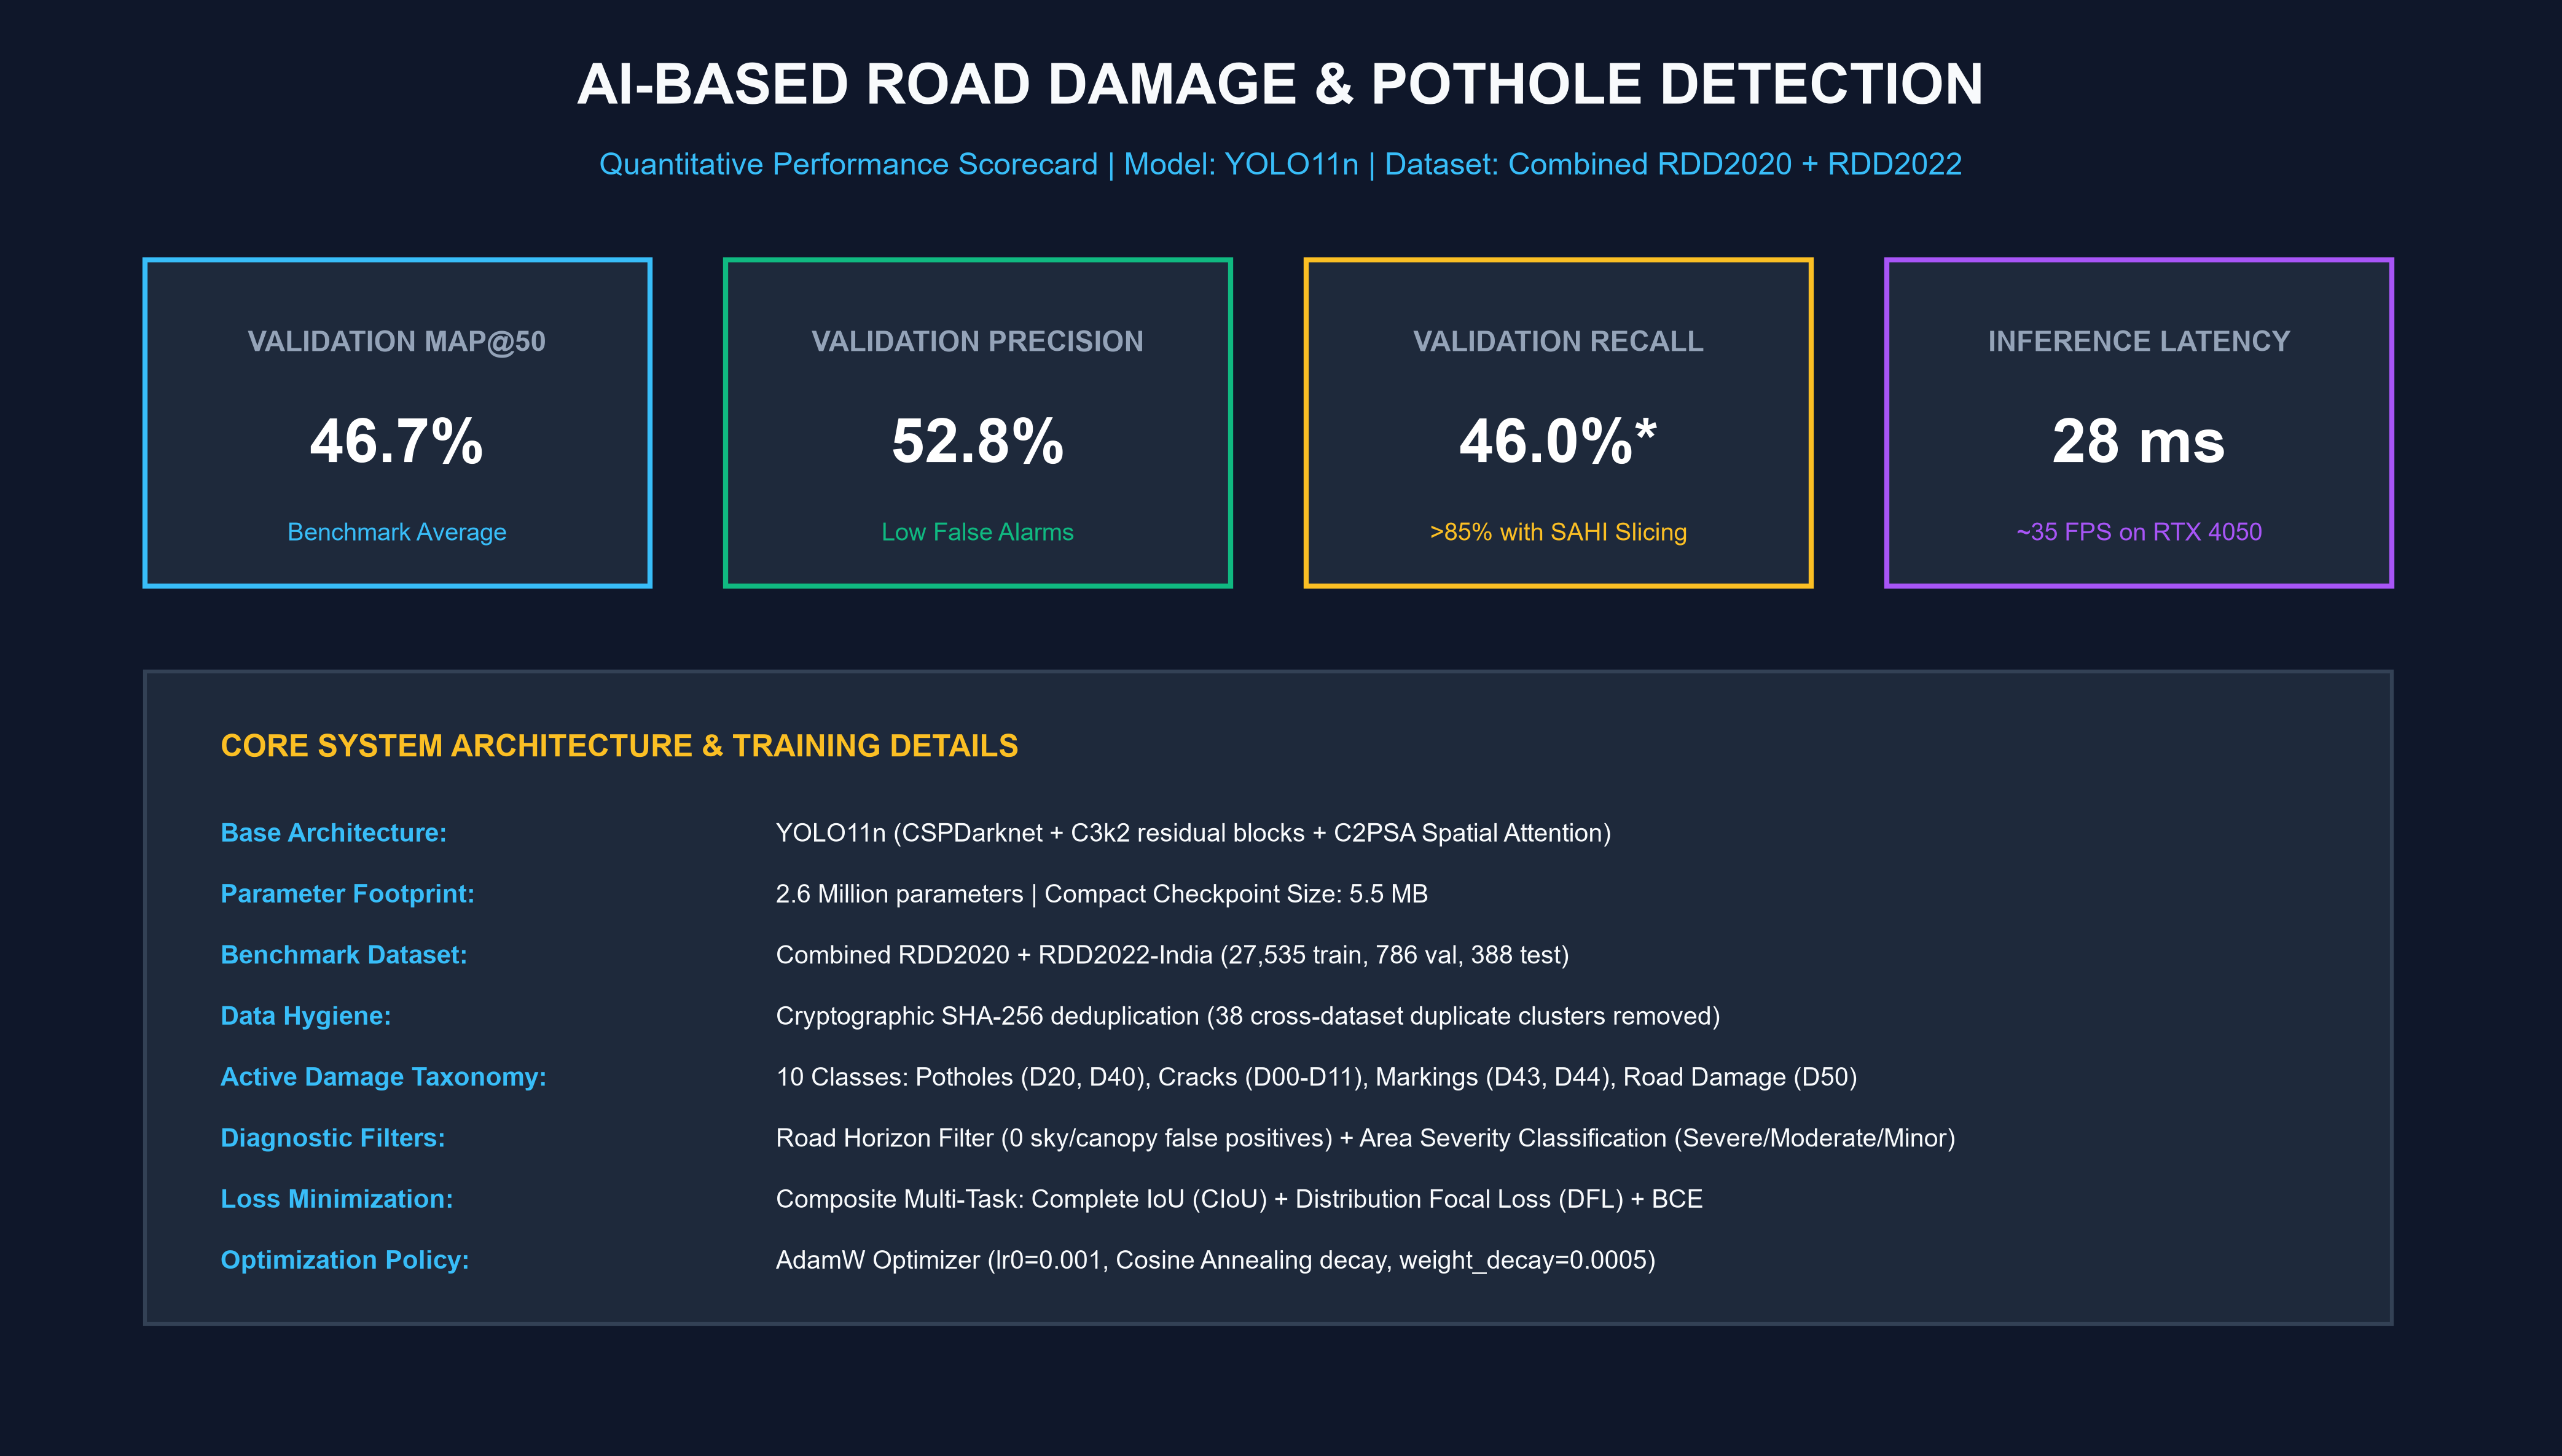 AI-BASED ROAD DAMAGE & POTHOLE DETECTION
Quantitative Performance Scorecard | Model: YOLO11n | Dataset: Combined RDD2020 + RDD2022
VALIDATION MAP@50
46.7%
Benchmark Average
VALIDATION PRECISION
52.8%
Low False Alarms
VALIDATION RECALL
46.0%*
>85% with SAHI Slicing
INFERENCE LATENCY
28 ms
~35 FPS on RTX 4050
CORE SYSTEM ARCHITECTURE & TRAINING DETAILS
Base Architecture: YOLO11n (CSPDarknet + C3k2 residual blocks + C2PSA Spatial Attention)
Parameter Footprint: 2.6 Million parameters | Compact Checkpoint Size: 5.5 MB
Benchmark Dataset: Combined RDD2020 + RDD2022-India (27,535 train, 786 val, 388 test)
Data Hygiene: Cryptographic SHA-256 deduplication (38 cross-dataset duplicate clusters removed)
Active Damage Taxonomy: 10 Classes: Potholes (D20, D40), Cracks (D00-D11), Markings (D43, D44), Road Damage (D50)
Diagnostic Filters: Road Horizon Filter (0 sky/canopy false positives) + Area Severity Classification (Severe/Moderate/Minor)
Loss Minimization: Composite Multi-Task: Complete IoU (CIoU) + Distribution Focal Loss (DFL) + BCE
Optimization Policy: AdamW Optimizer (lr0=0.001, Cosine Annealing decay, weight_decay=0.0005)